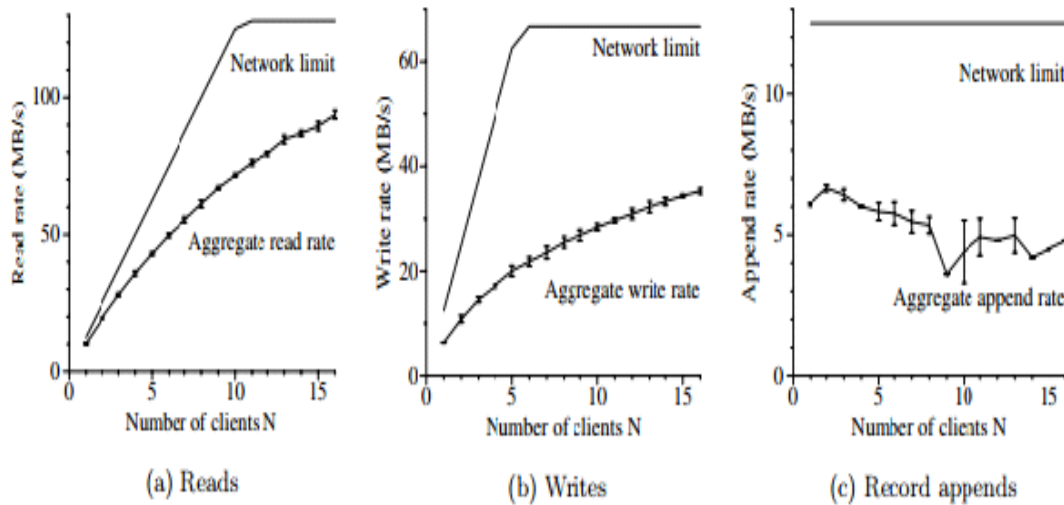 Read rate (MB/s)
100
50
0
Network limit
Aggregate read rate
0
5
10
15
Number of clients N
(a) Reads
Write rate (MB/s)
60
40
20
0
Network limit
Aggregate write rate
0
5
10
15
Number of clients N
(b) Writes
Append rate (MB/s)
10
5
0
Network limit
Aggregate append rate
0
5
10
15
Number of clients N
(c) Record appends